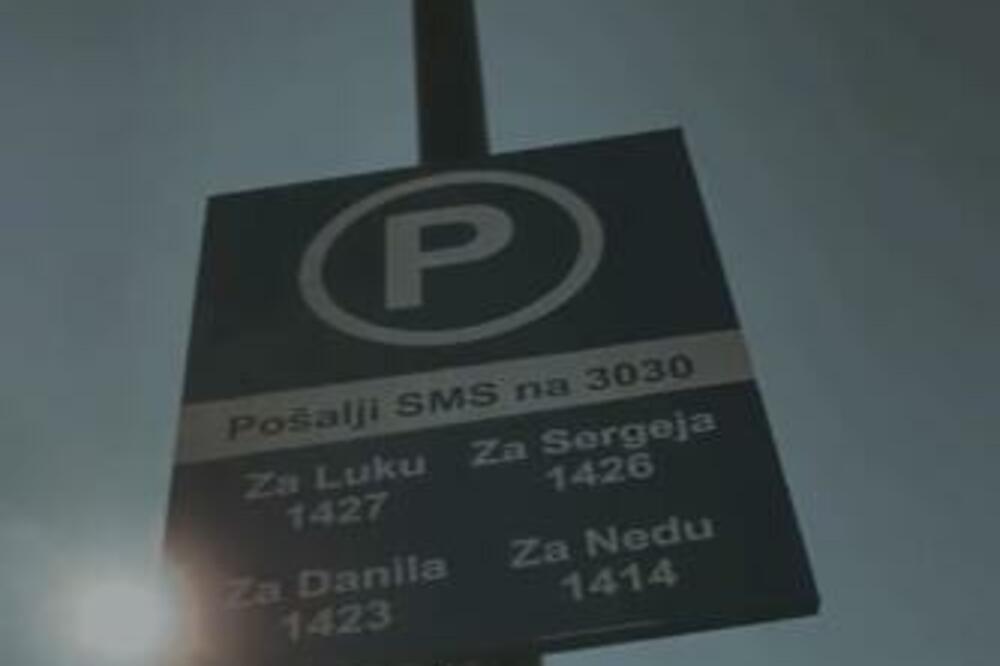 P
Pošalji SMS na 3030
Za Luku
1427
Za Sergeja
1426
Za Danila
1423
Za Nedu
1414